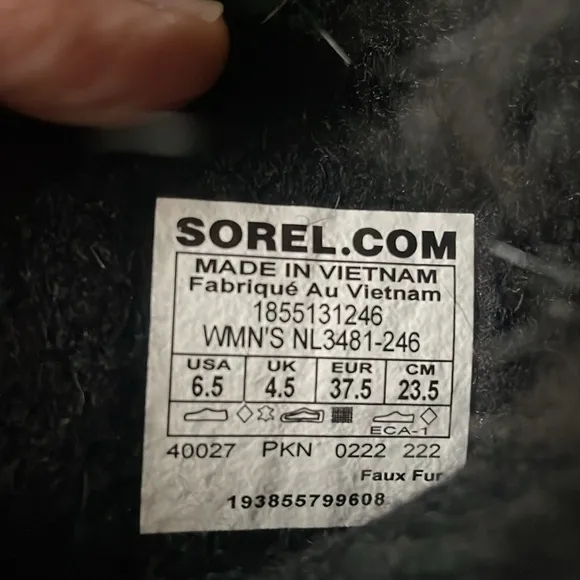 SOREL.COM
MADE IN VIETNAM
Fabriqué Au Vietnam
1855131246
WMN'S NL3481-246
USA UK EUR CM
6.5 4.5 37.5 23.5
ECA-1
40027 PKN 0222 222
Faux Fur
193855799608